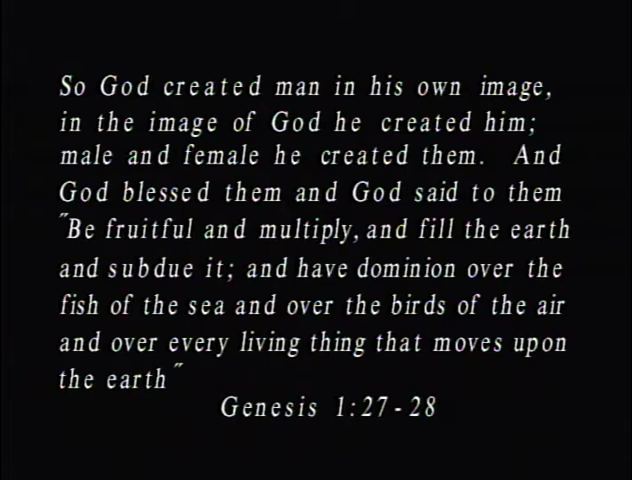 So God created man in his own image,
in the image of God he created him;
male and female he created them. And
God blessed them and God said to them
"Be fruitful and multiply, and fill the earth
and subdue it; and have dominion over the
fish of the sea and over the birds of the air
and over every living thing that moves upon
the earth"
Genesis 1:27-28